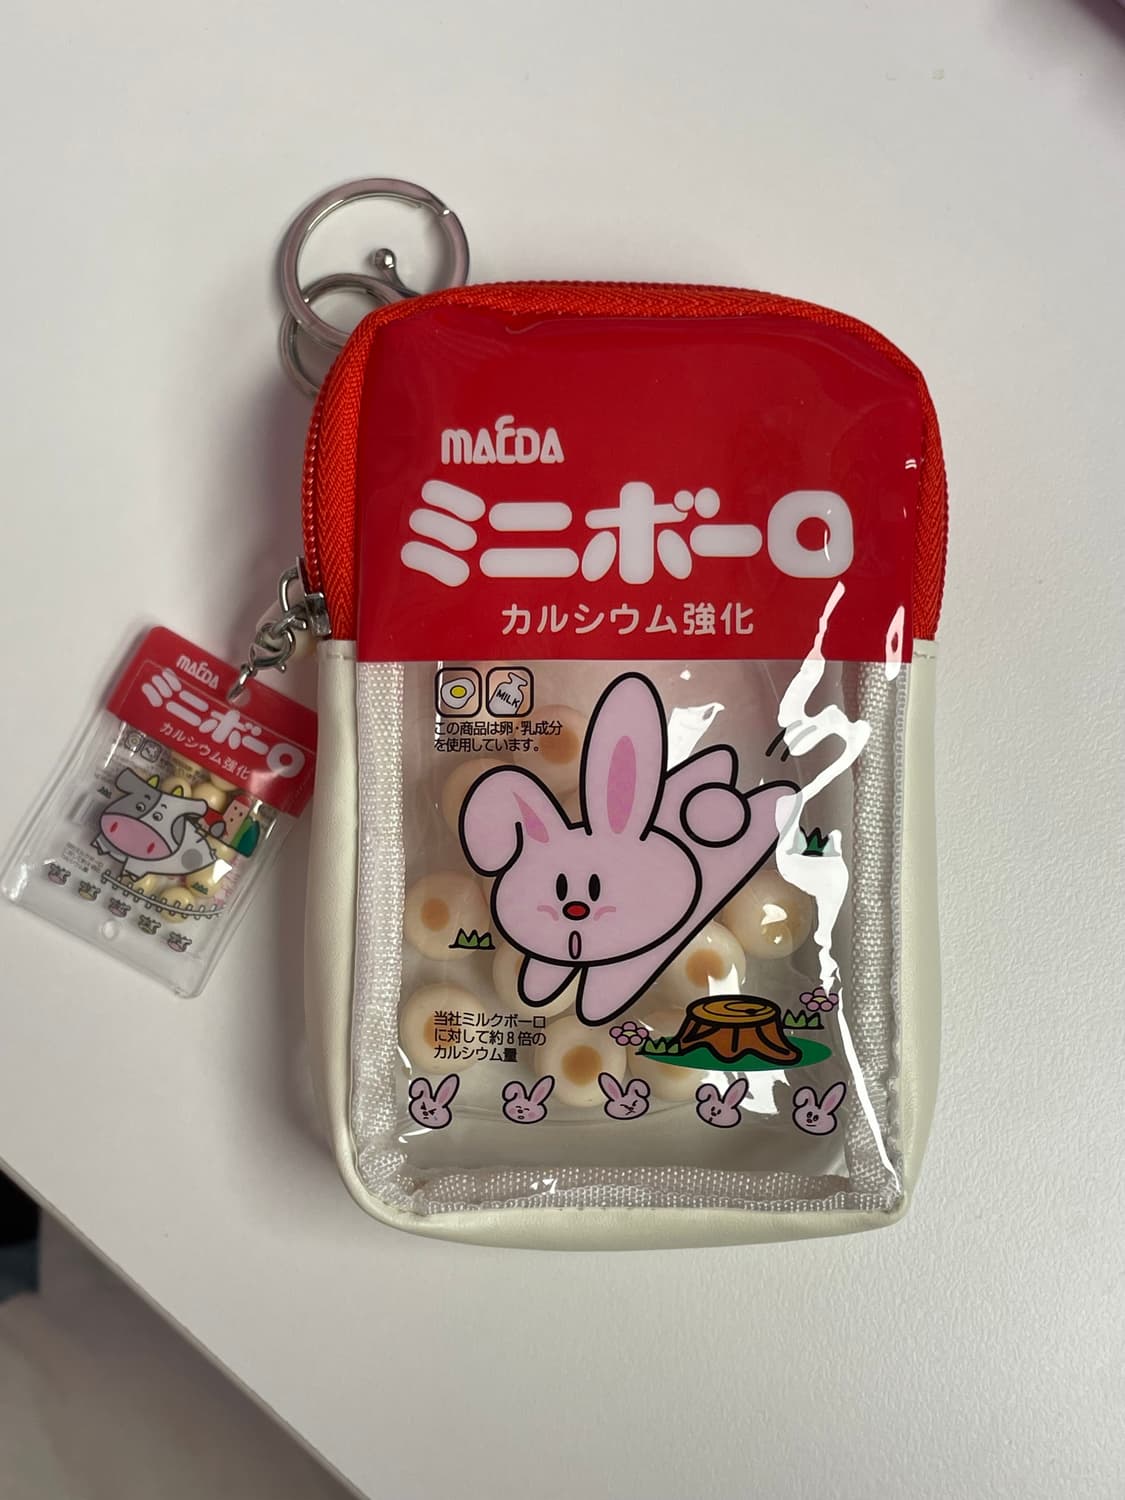 MAEDA
ミニボーロ
カルシウム強化
MILK
この商品は卵・乳成分
を使用しています。
当社ミルクボーロ
に対して約8倍の
カルシウム量
MAEDA
ミニボーロ
カルシウム強化